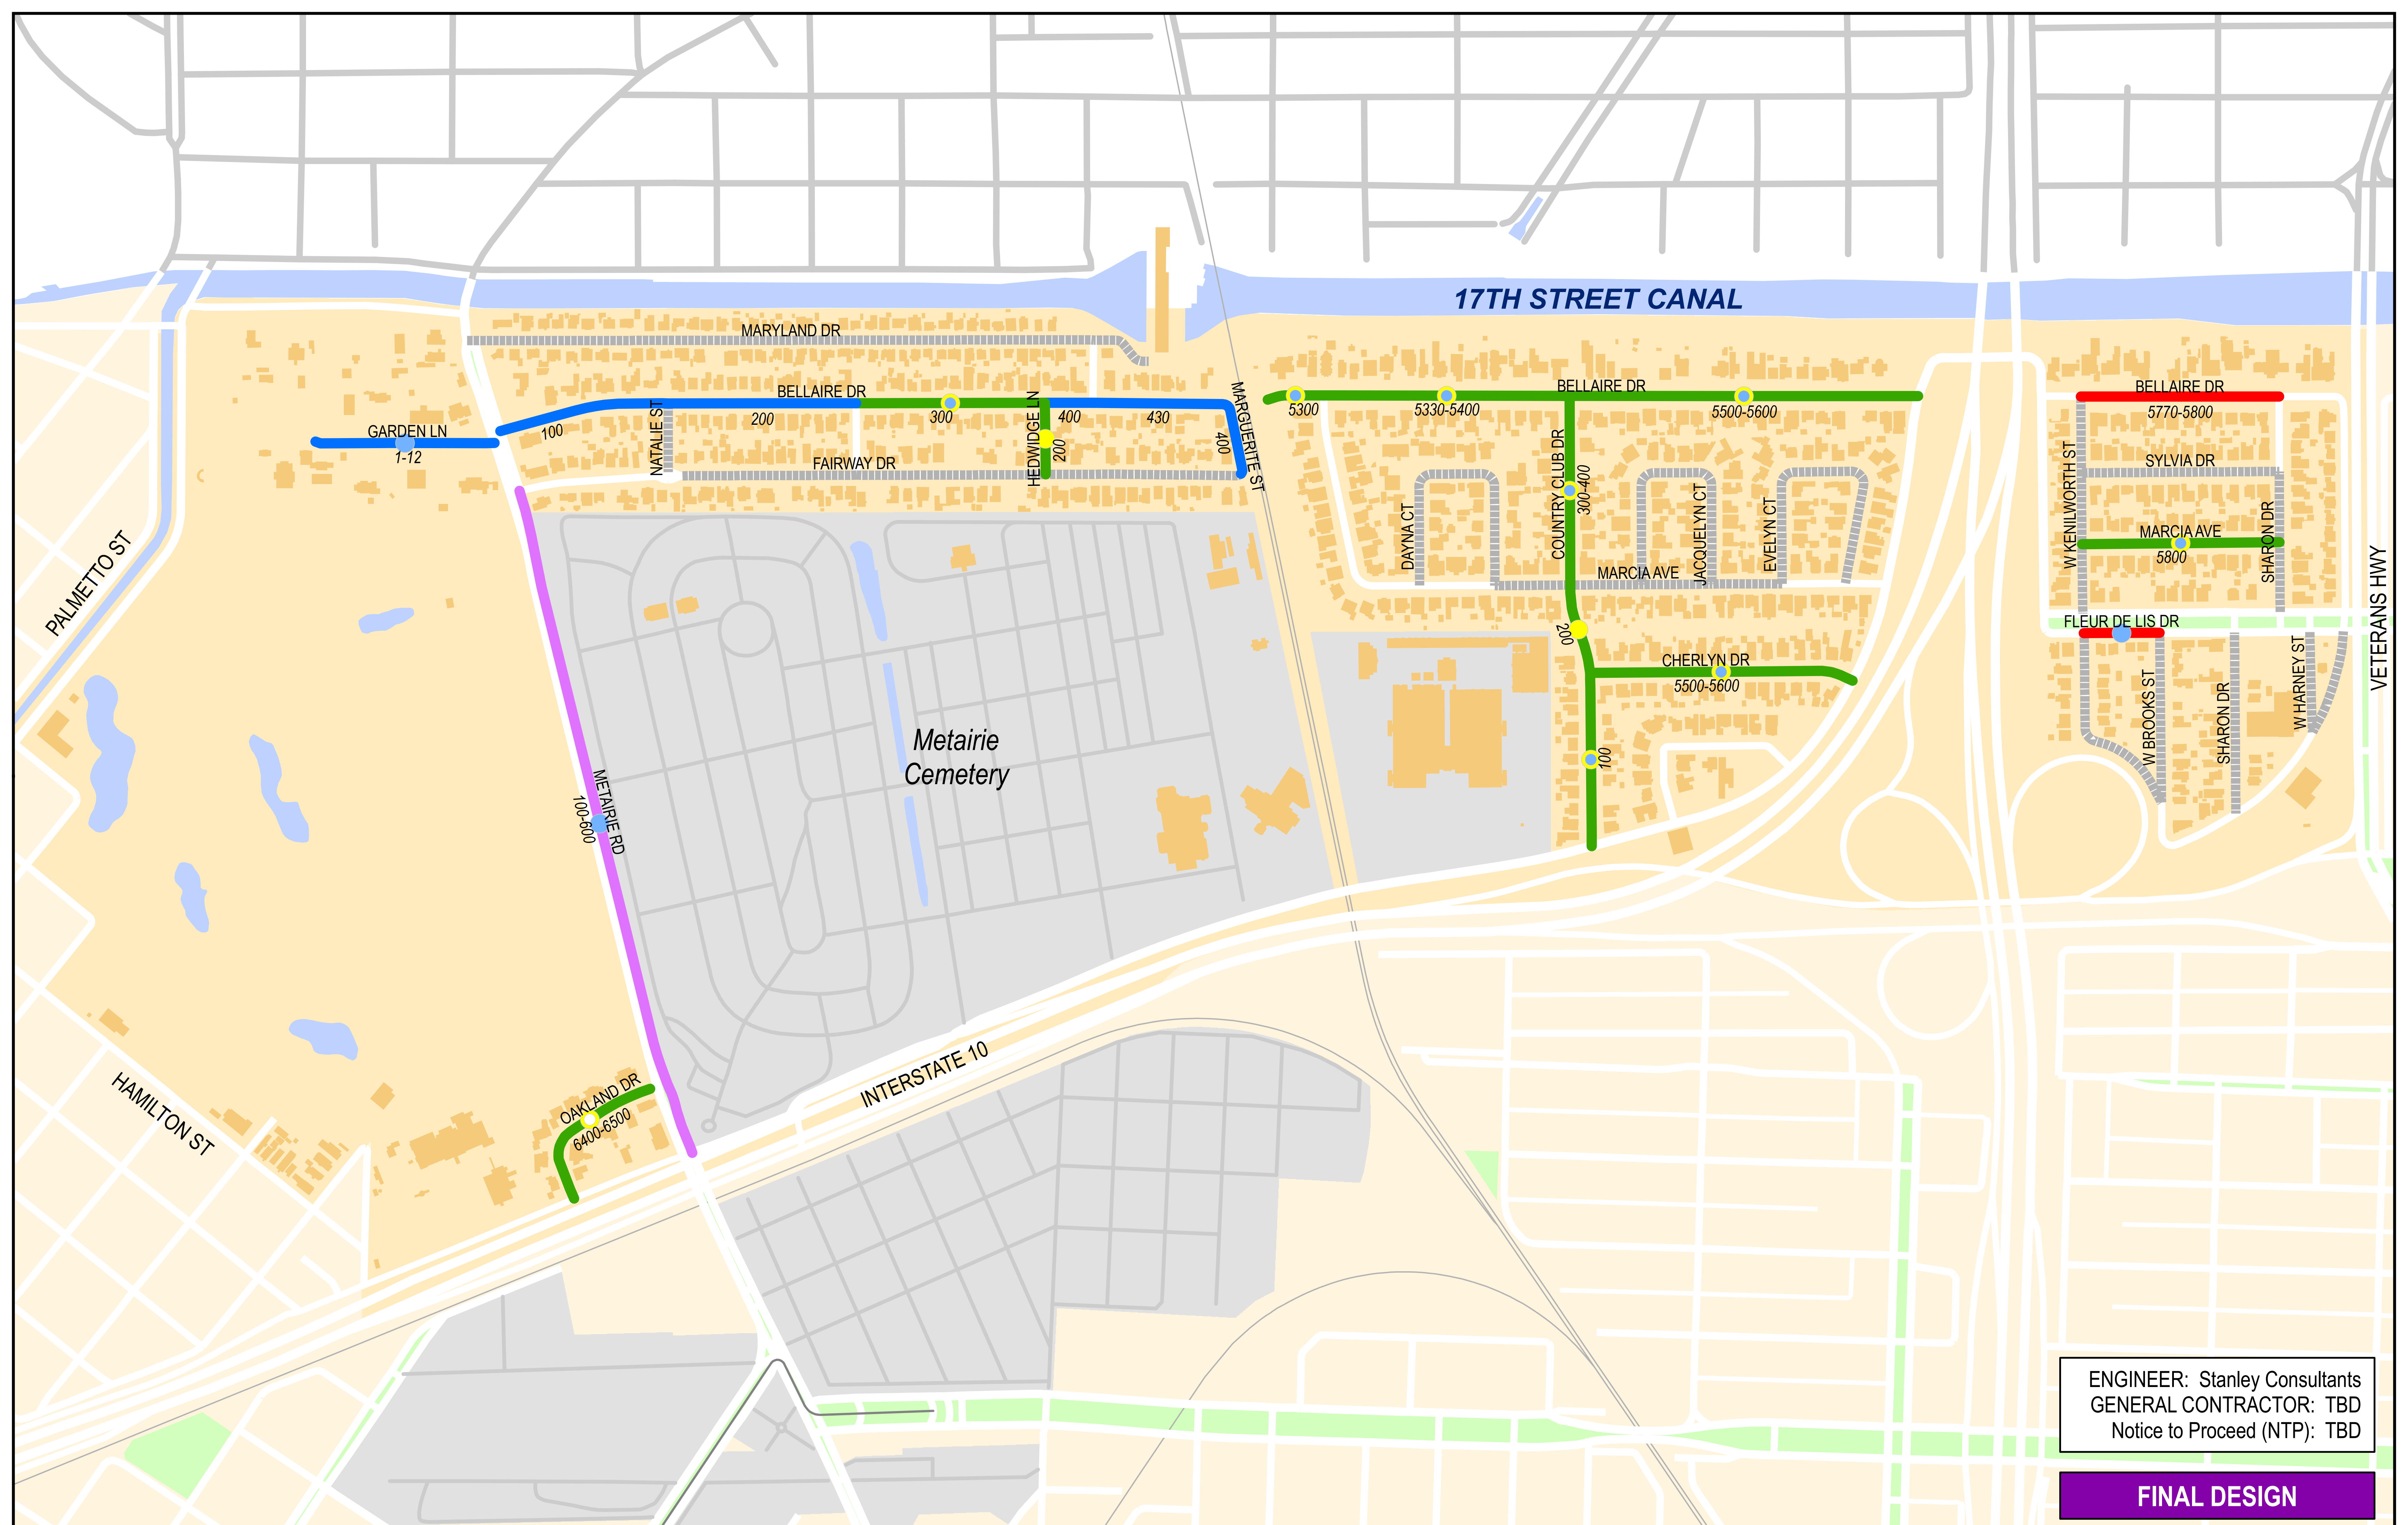 17TH STREET CANAL
MARYLAND DR
BELLAIRE DR
100
200
300
400
430
400
NATALIE ST
HEDWIDGE LN
200
MARGUERITE ST
GARDEN LN
1-12
FAIRWAY DR
BELLAIRE DR
5300
5330-5400
5500-5600
BELLAIRE DR
5770-5800
COUNTRY CLUB DR
300-400
DAYNA CT
JACQUELYN CT
EVELYN CT
MARCIA AVE
W KENILWORTH ST
SYLVIA DR
MARCIA AVE
5800
SHARON DR
FLEUR DE LIS DR
VETERANS HWY
200
CHERLYN DR
5500-5600
100
W BROOKS ST
SHARON DR
W HARNEY ST
PALMETTO ST
Metairie
Cemetery
METAIRIE RD
100-600
OAKLAND DR
6400-6500
HAMILTON ST
INTERSTATE 10
ENGINEER: Stanley Consultants
GENERAL CONTRACTOR: TBD
Notice to Proceed (NTP): TBD
FINAL DESIGN